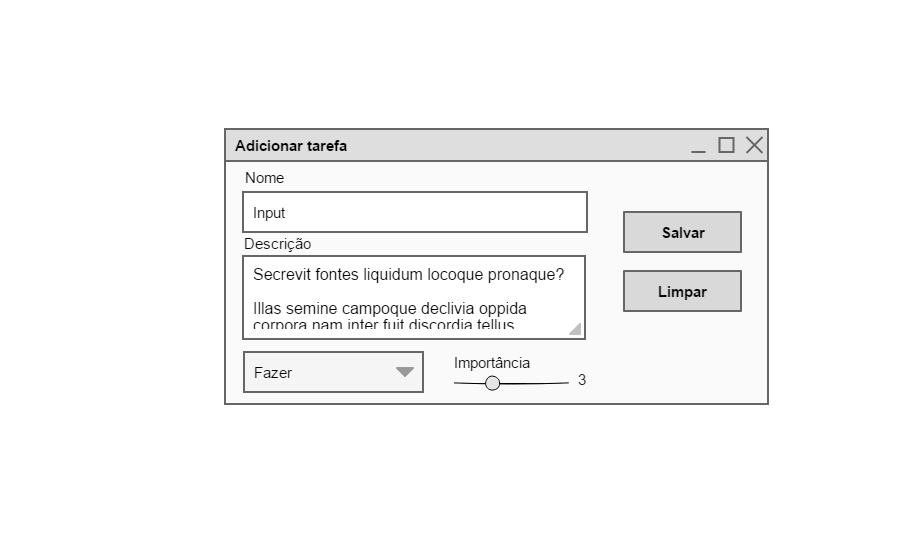 Adicionar tarefa
Nome
Input
Salvar
Descrição
Secrevit fontes liquidum locoque pronaque?
Illas semine campoque declivia oppida
corpora nam inter fuit discordia tellus
Limpar
Fazer
Importância
3